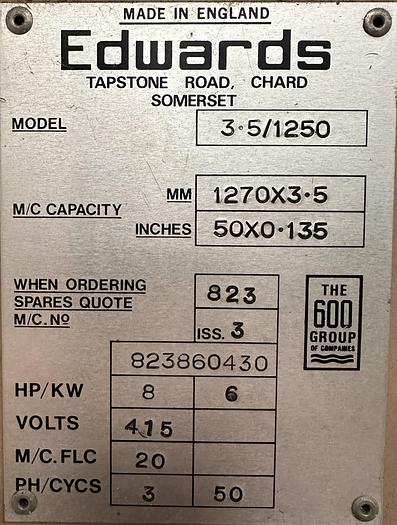 MADE IN ENGLAND
Edwards
TAPSTONE ROAD, CHARD
SOMERSET
MODEL 3·5/1250
M/C CAPACITY
MM 1270X3·5
INCHES 50X0·135
WHEN ORDERING
SPARES QUOTE
M/C.Nº
823
ISS. 3
823860430
THE
600
GROUP
OF COMPANIES
HP/KW 8 6
VOLTS 415
M/C.FLC 20
PH/CYCS 3 50